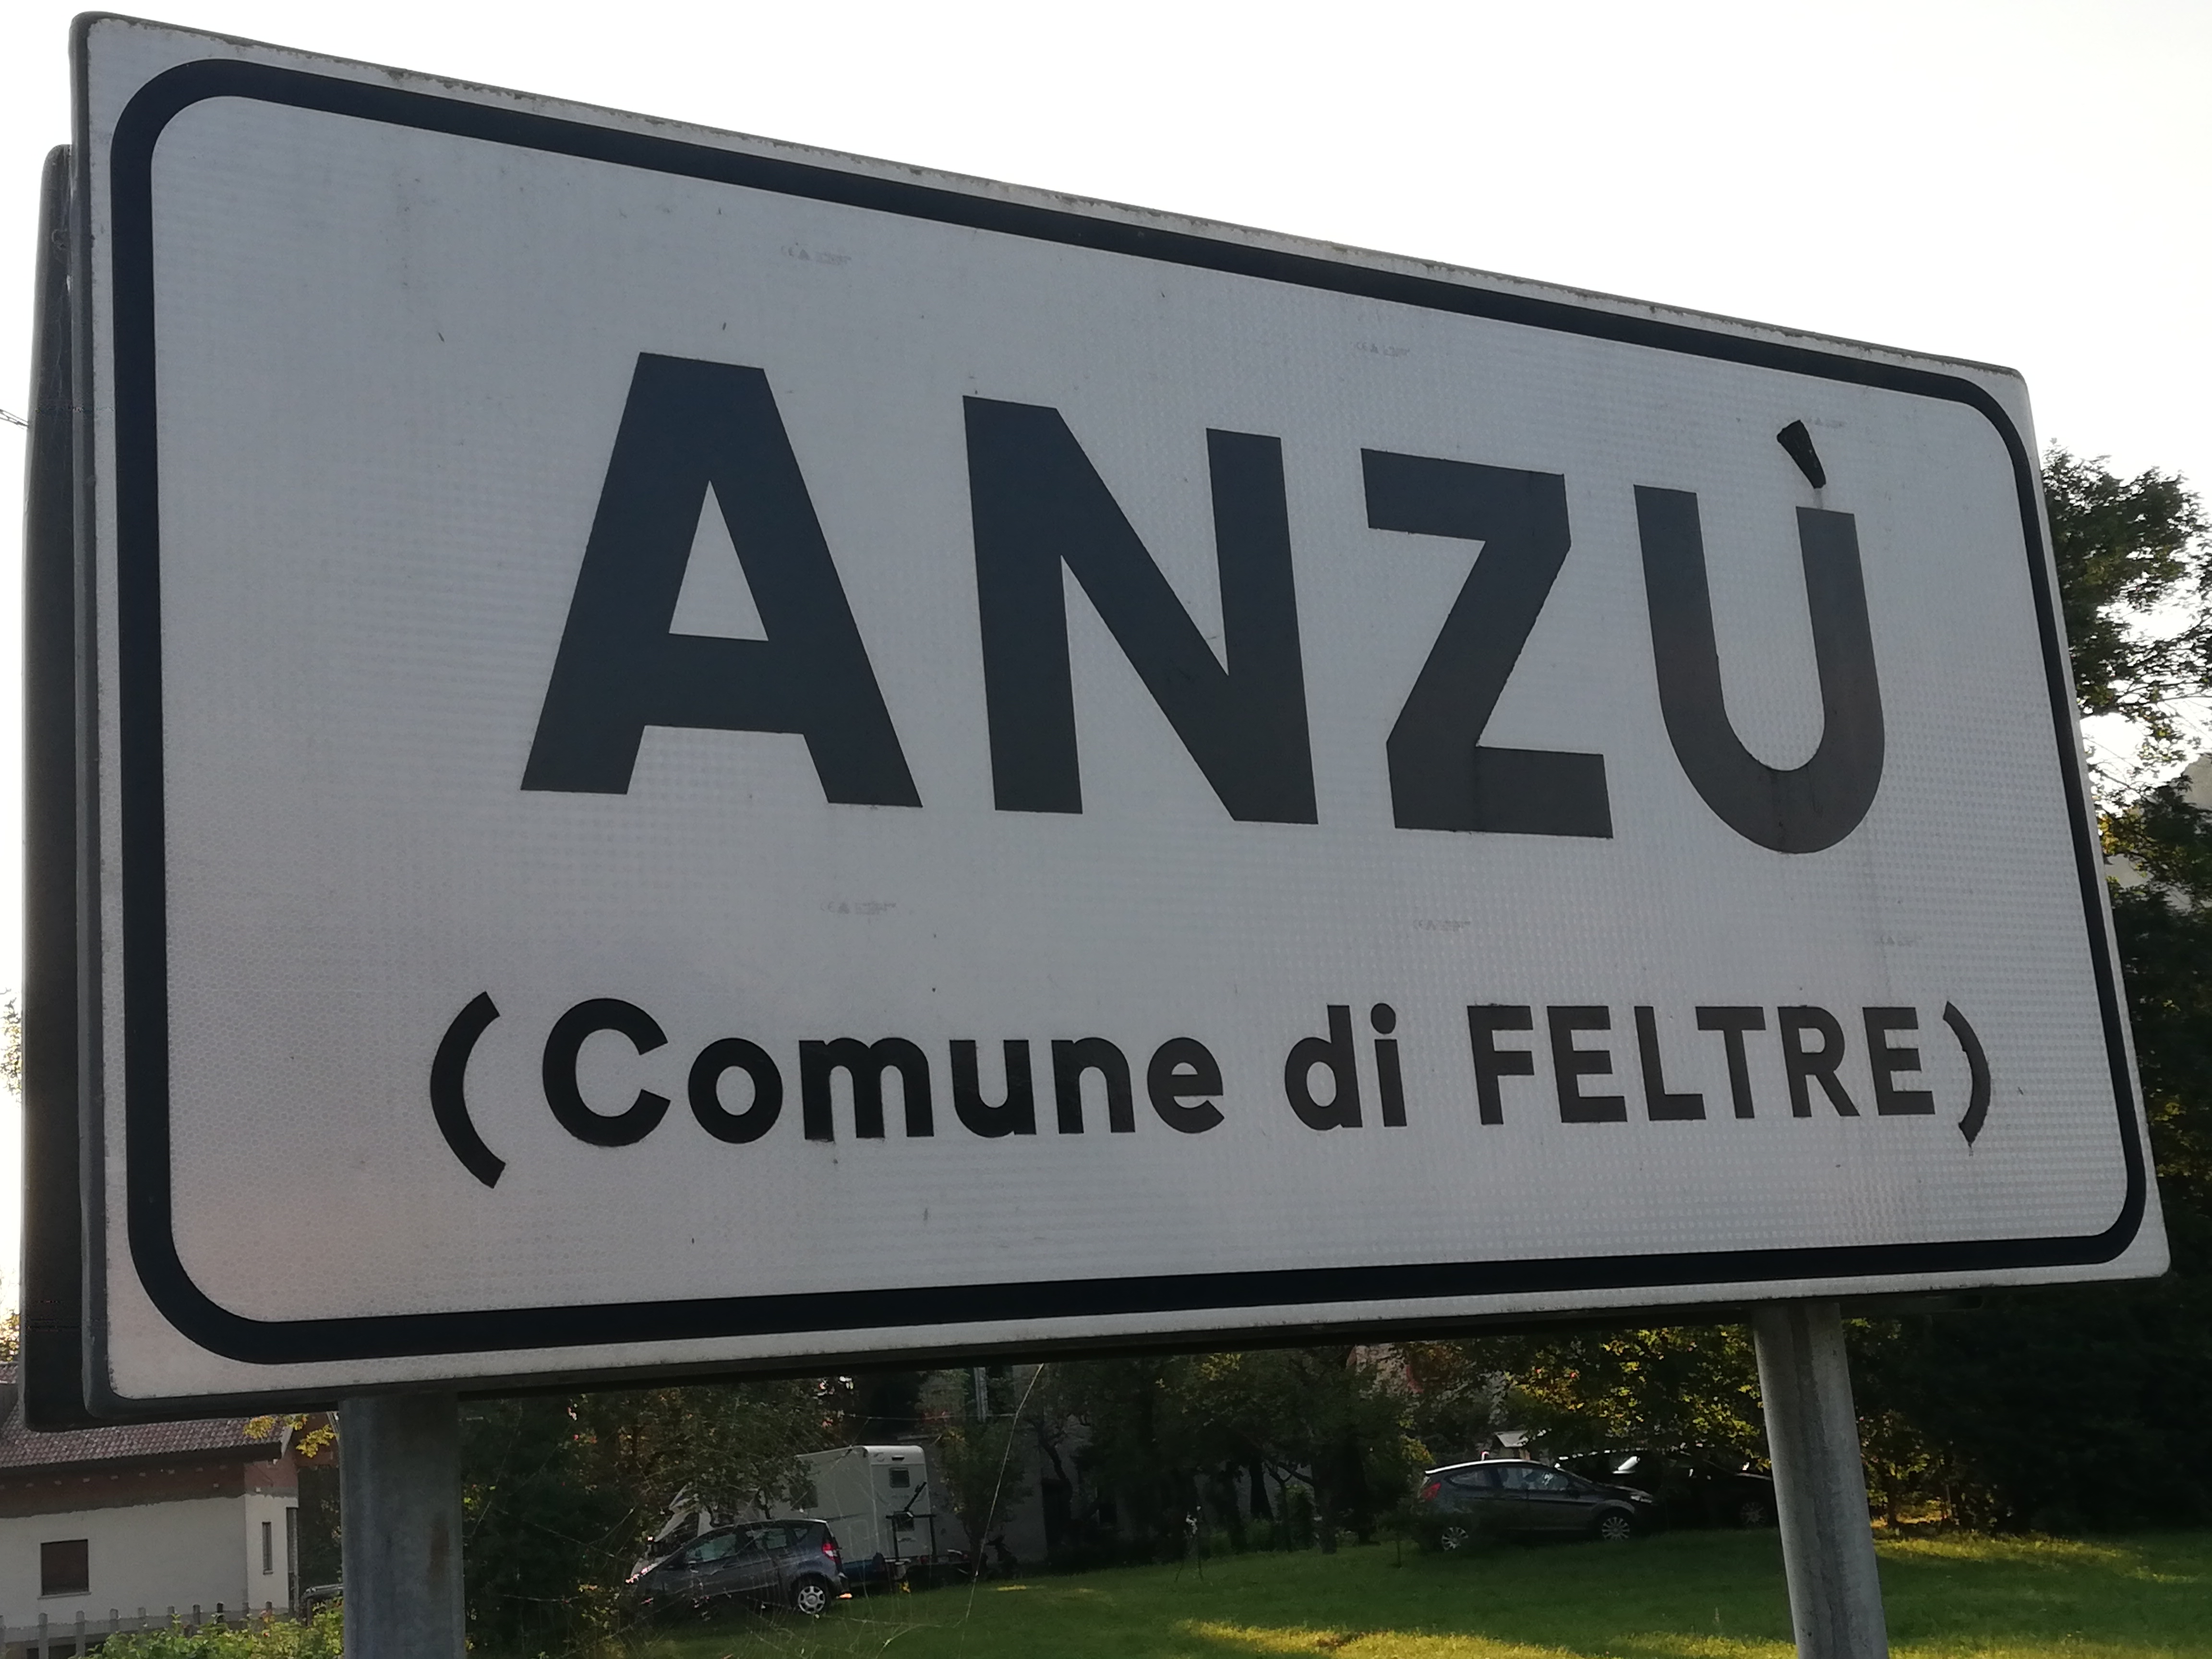 ANZÙ
(Comune di FELTRE)